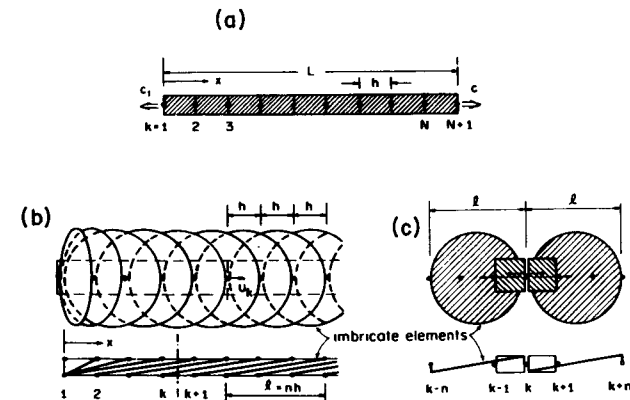 (a)
L
x
h
c₁
c
k=1 2 3 N N+1
(b)
h h h
(c)
ℓ ℓ
u_k
imbricate elements
x
1 2 k k+1 ℓ = nh
k-n k-1 k k+1 k+n